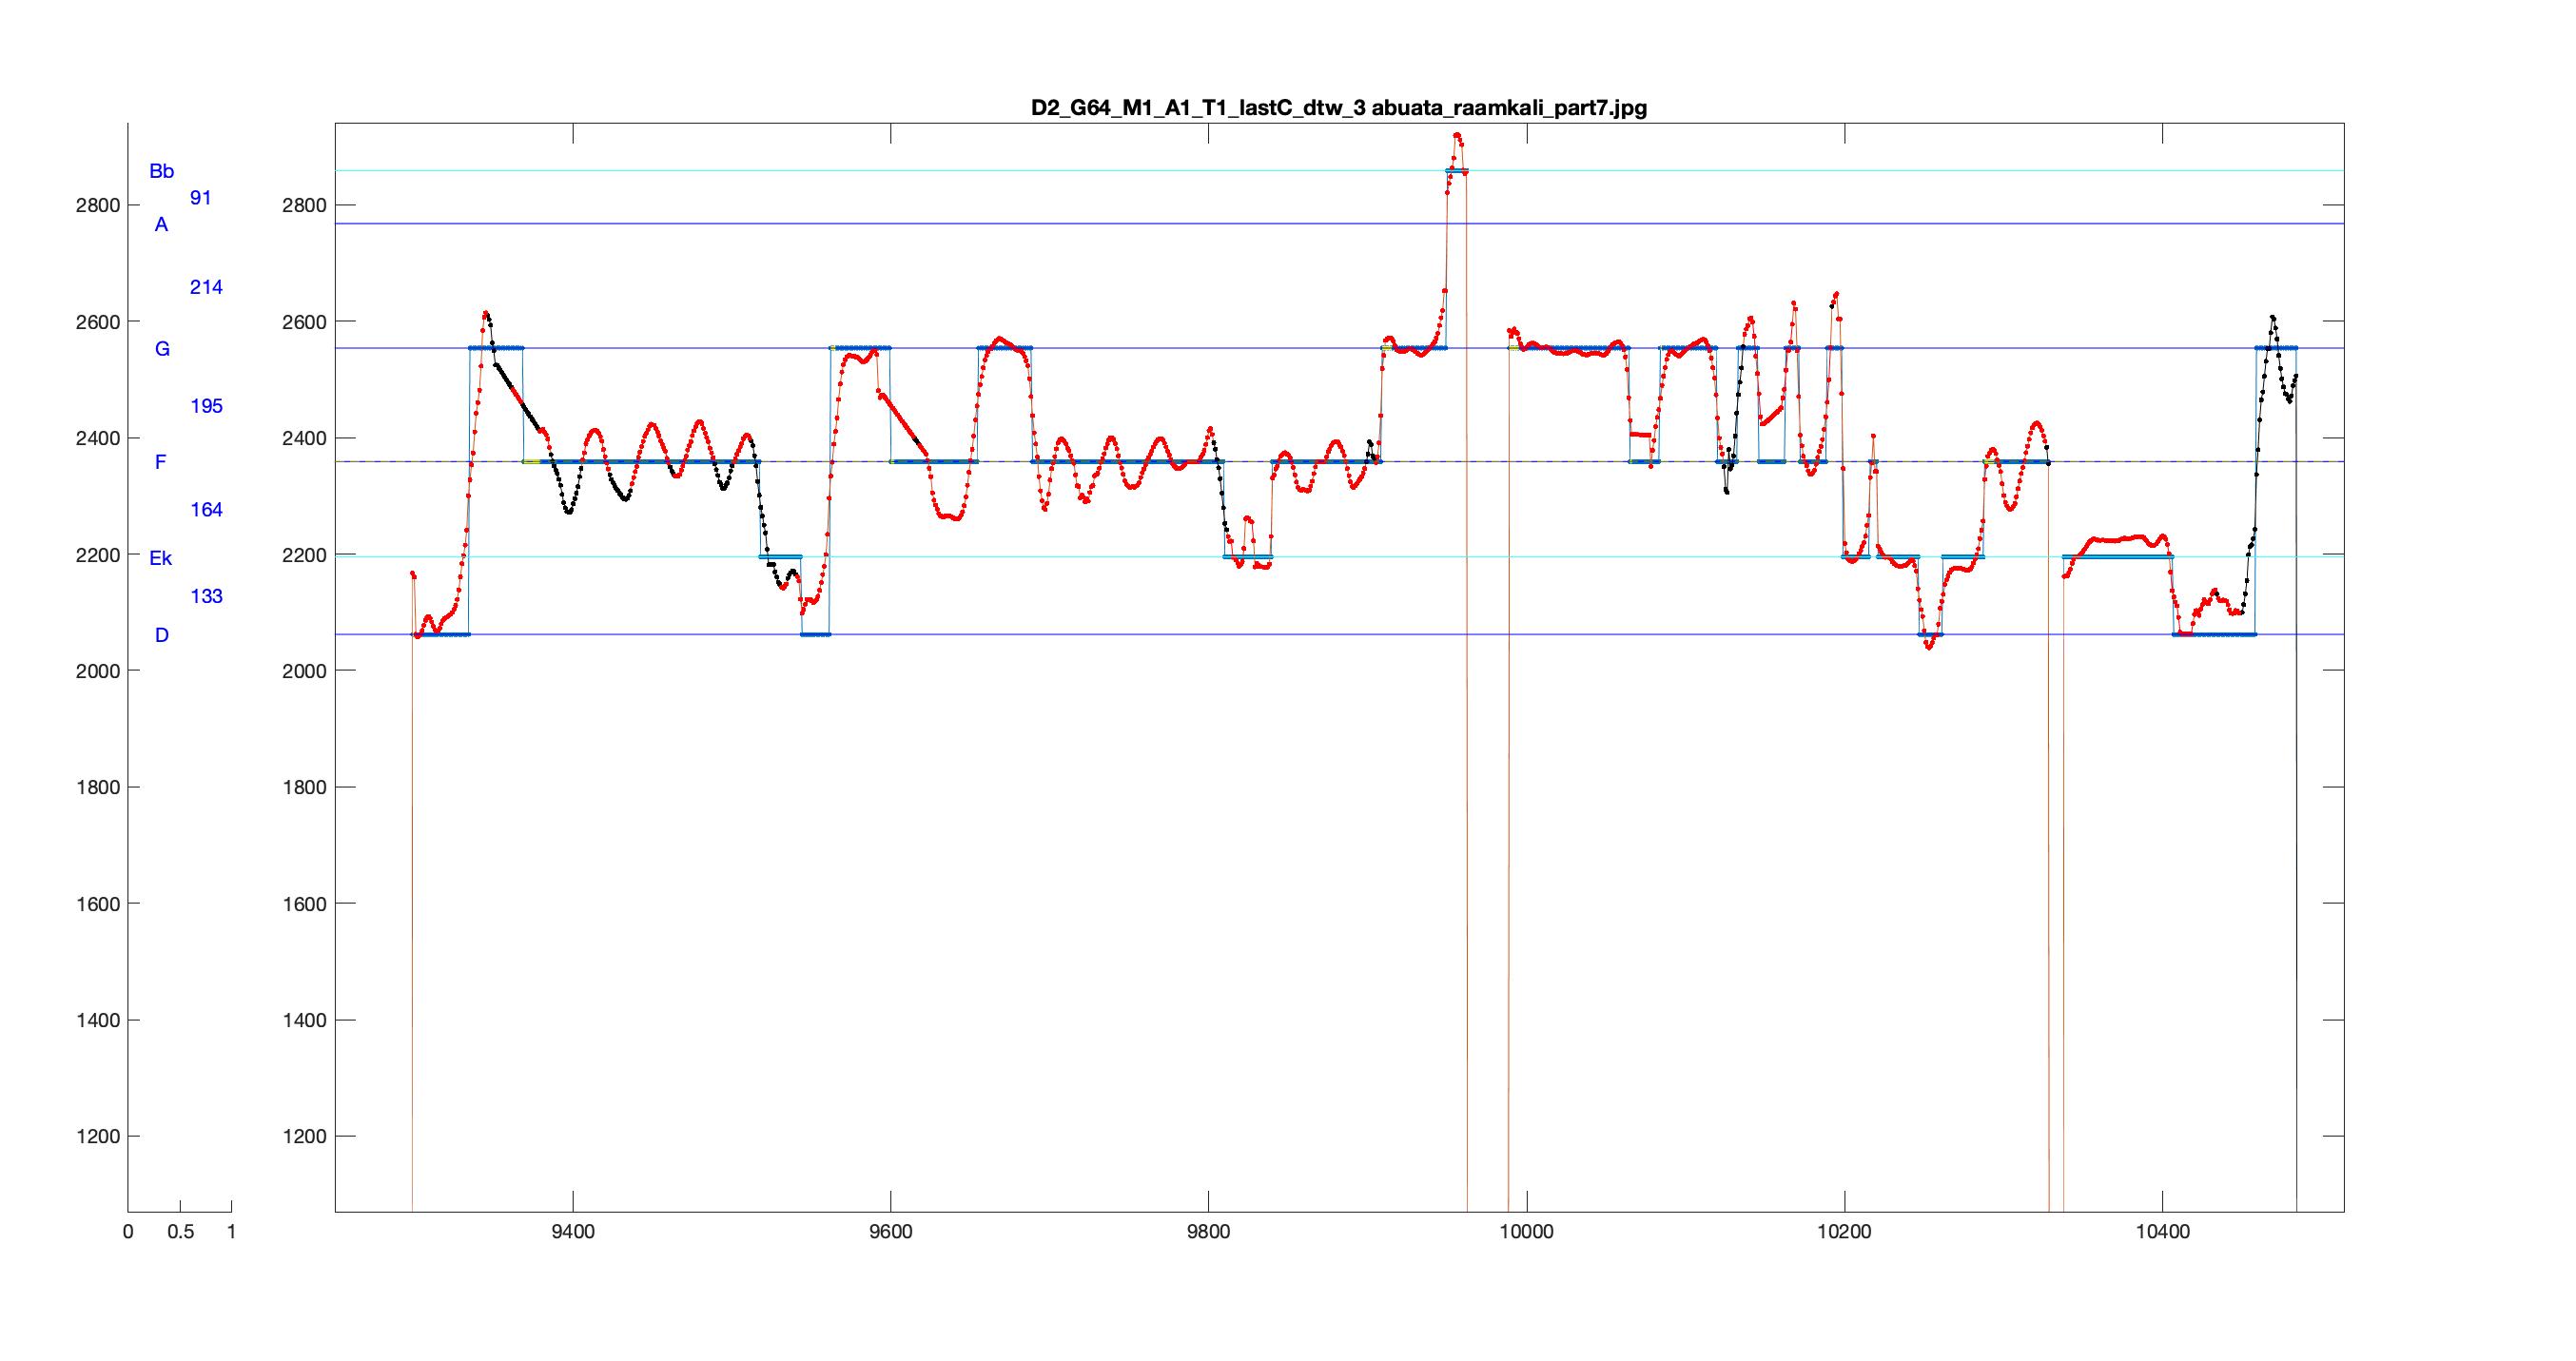 D2_G64_M1_A1_T1_lastC_dtw_3 abuata_raamkali_part7.jpg
Bb
91
2800 A 2800
214
2600 2600
G
195
2400 2400
F
164
2200 Ek 2200
133
D
2000 2000
1800 1800
1600 1600
1400 1400
1200 1200
0 0.5 1 9400 9600 9800 10000 10200 10400